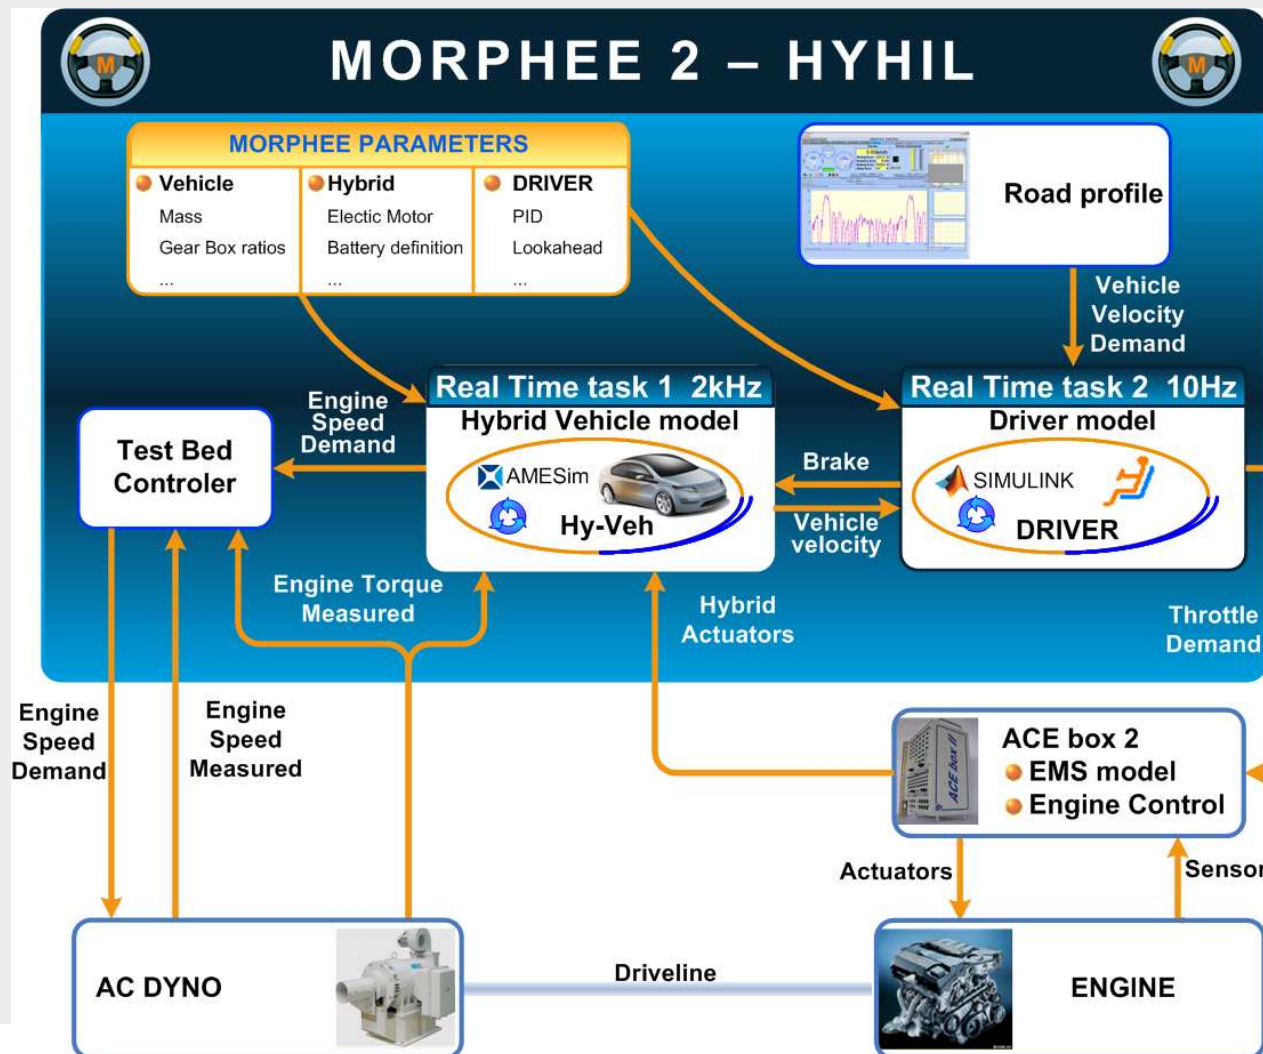 MORPHEE 2 – HYHIL
M
M
MORPHEE PARAMETERS
Vehicle
Mass
Gear Box ratios
...
Hybrid
Electic Motor
Battery definition
...
DRIVER
PID
Lookahead
...
Road profile
Vehicle
Velocity
Demand
Real Time task 1 2kHz
Hybrid Vehicle model
AMESim
Hy-Veh
Real Time task 2 10Hz
Driver model
SIMULINK
DRIVER
Engine
Speed
Demand
Test Bed
Controler
Brake
Vehicle
velocity
Engine Torque
Measured
Hybrid
Actuators
Throttle
Demand
Engine
Speed
Demand
Engine
Speed
Measured
ACE box 2
EMS model
Engine Control
ACE box II
Actuators
Sensor
AC DYNO
Driveline
ENGINE